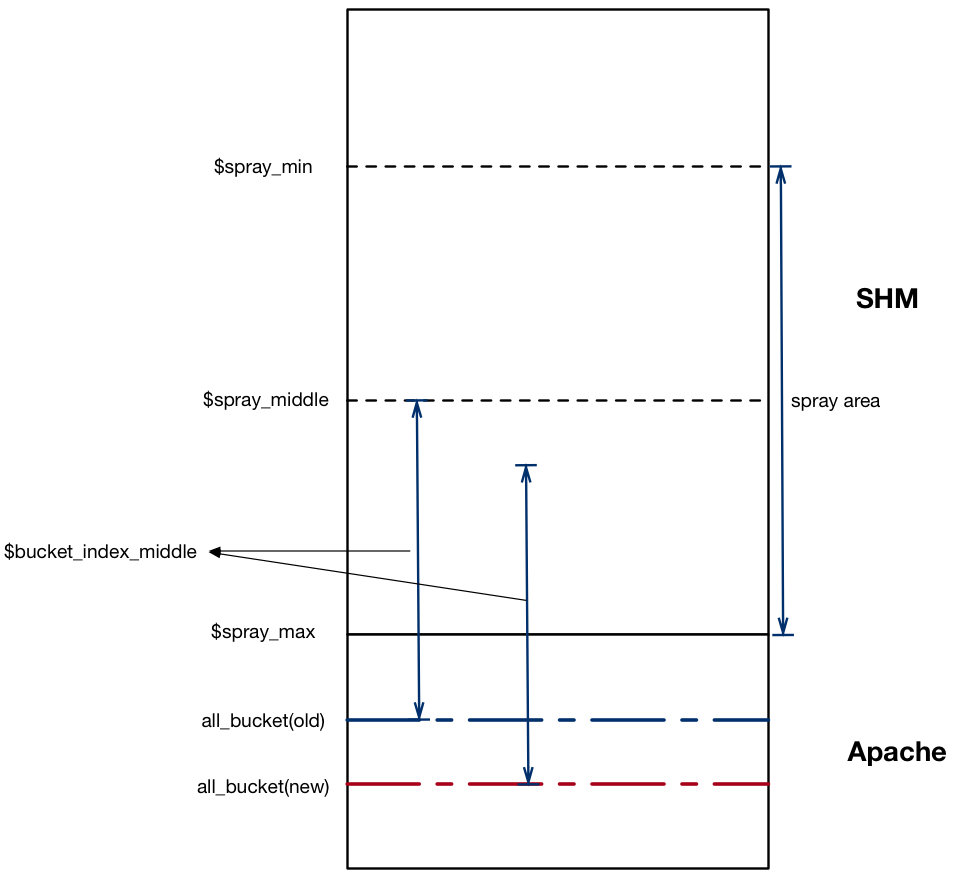 $spray_min
SHM
$spray_middle
spray area
$bucket_index_middle
$spray_max
all_bucket(old)
Apache
all_bucket(new)